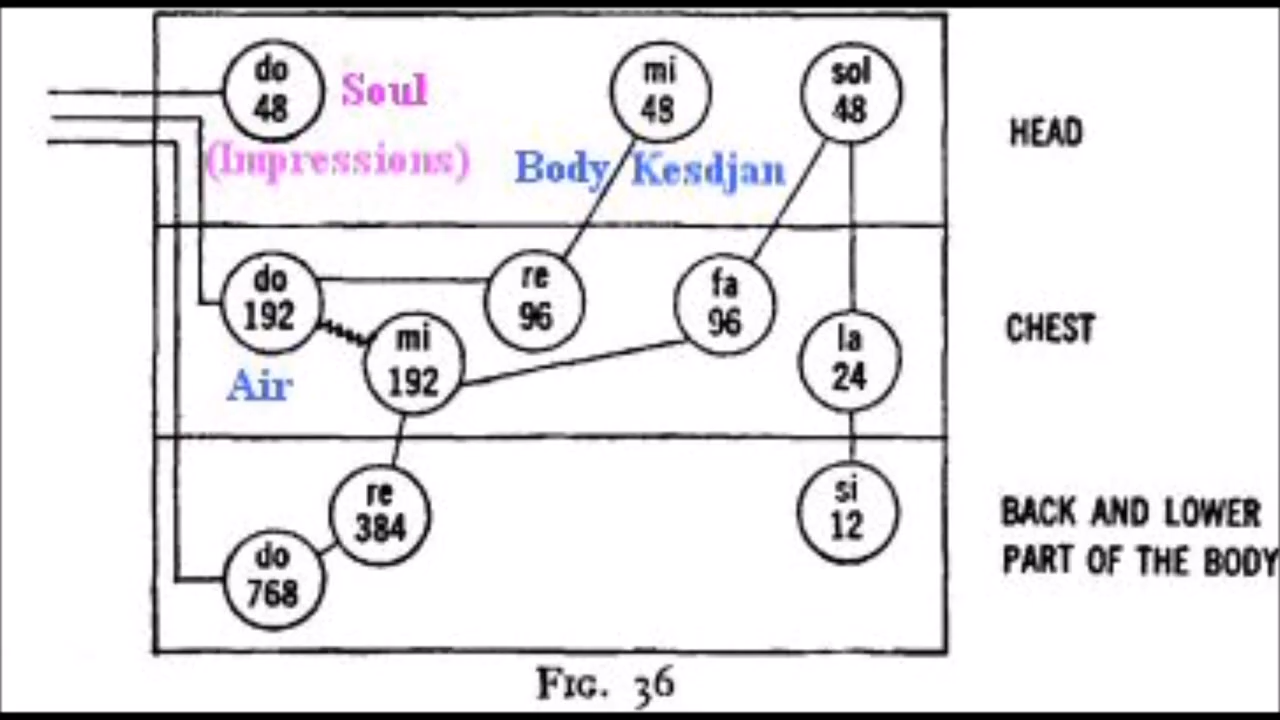 do
48
Soul
(Impressions)
mi
48
sol
48
Body Kesdjan
HEAD
do
192
Air
mi
192
re
96
fa
96
la
24
CHEST
re
384
do
768
si
12
BACK AND LOWER
PART OF THE BODY
FIG. 36